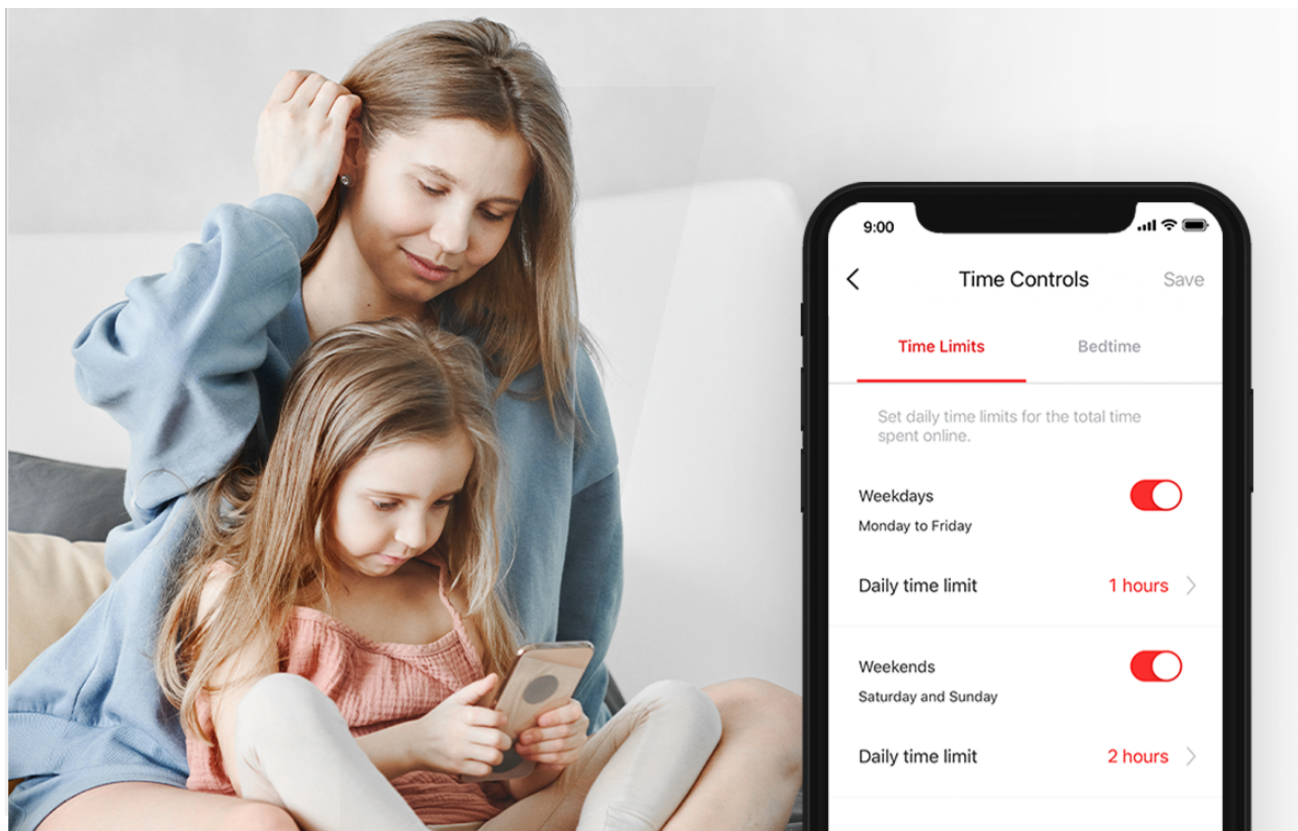 9:00
Time Controls
Save
Time Limits
Bedtime
Set daily time limits for the total time
spent online.
Weekdays
Monday to Friday
Daily time limit
1 hours
Weekends
Saturday and Sunday
Daily time limit
2 hours